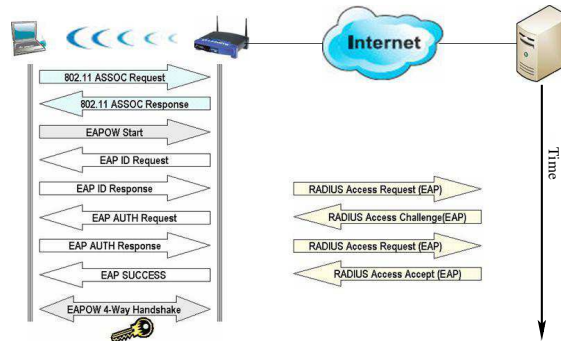 Internet
802.11 ASSOC Request
802.11 ASSOC Response
EAPOW Start
EAP ID Request
EAP ID Response
RADIUS Access Request (EAP)
EAP AUTH Request
RADIUS Access Challenge(EAP)
EAP AUTH Response
RADIUS Access Request (EAP)
EAP SUCCESS
RADIUS Access Accept (EAP)
EAPOW 4-Way Handshake
Time